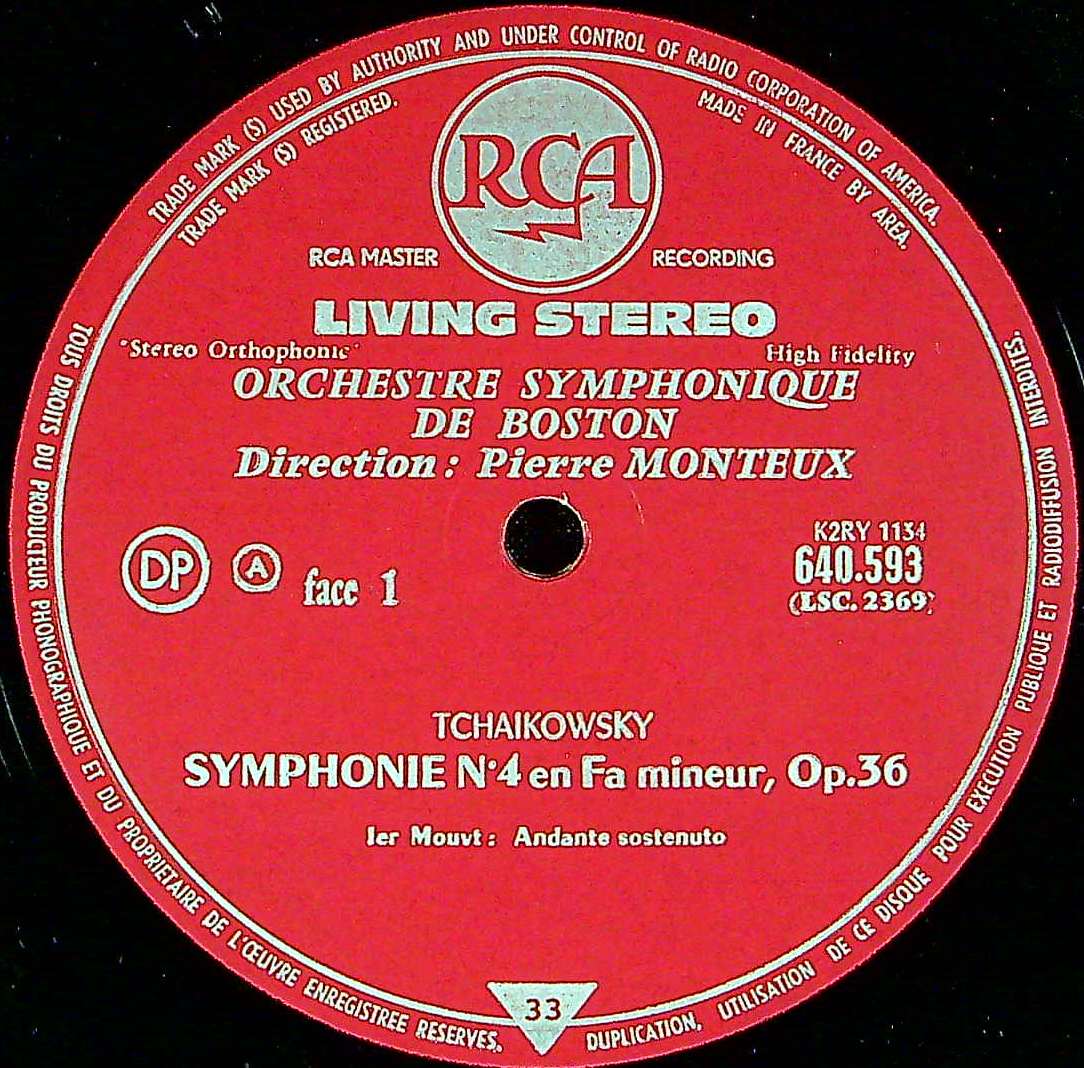 TRADE MARK (S) USED BY AUTHORITY AND UNDER CONTROL OF RADIO CORPORATION OF AMERICA.
TRADE MARK (S) REGISTERED.
MADE IN FRANCE BY AREA.
RCA
RCA MASTER RECORDING
LIVING STEREO
"Stereo Orthophonic" High Fidelity
ORCHESTRE SYMPHONIQUE
DE BOSTON
Direction : Pierre MONTEUX
K2RY 1134
DP A face 1 640.593
(LSC. 2369)
TCHAIKOWSKY
SYMPHONIE N°4 en Fa mineur, Op.36
1er Mouvt : Andante sostenuto
33
TOUS DROITS DU PRODUCTEUR PHONOGRAPHIQUE ET DU PROPRIETAIRE DE L'ŒUVRE ENREGISTREE RESERVES.
DUPLICATION, UTILISATION DE CE DISQUE POUR EXECUTION PUBLIQUE ET RADIODIFFUSION INTERDITES.